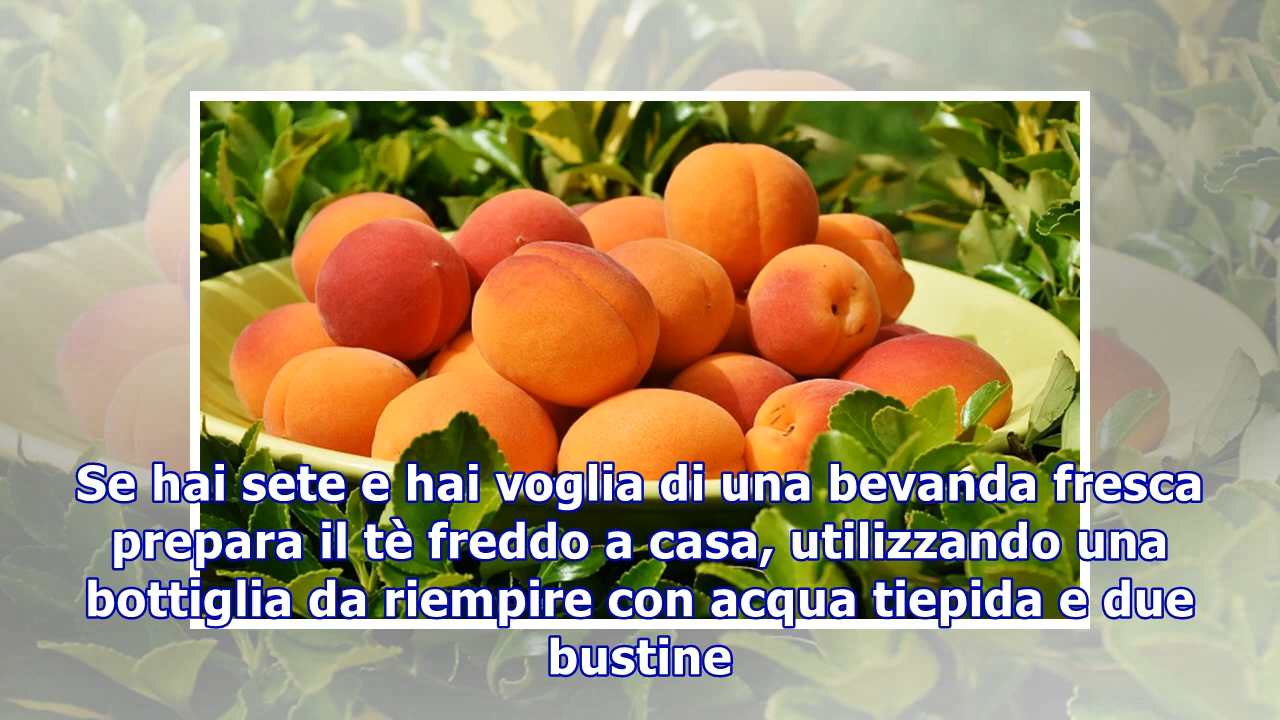 Se hai sete e hai voglia di una bevanda fresca
prepara il tè freddo a casa, utilizzando una
bottiglia da riempire con acqua tiepida e due
bustine